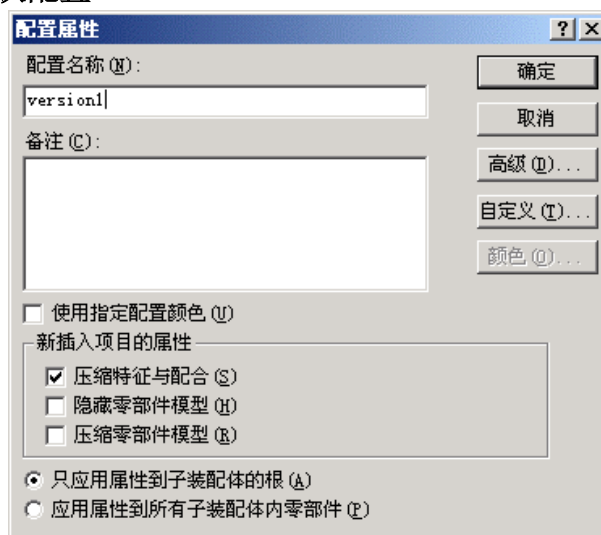 配置属性
配置名称(N):
version1
备注(C):
确定
取消
高级(D)...
自定义(T)...
颜色(O)...
使用指定配置颜色(U)
新插入项目的属性
压缩特征与配合(S)
隐藏零部件模型(H)
压缩零部件模型(R)
只应用属性到子装配体的根(A)
应用属性到所有子装配体内零部件(P)